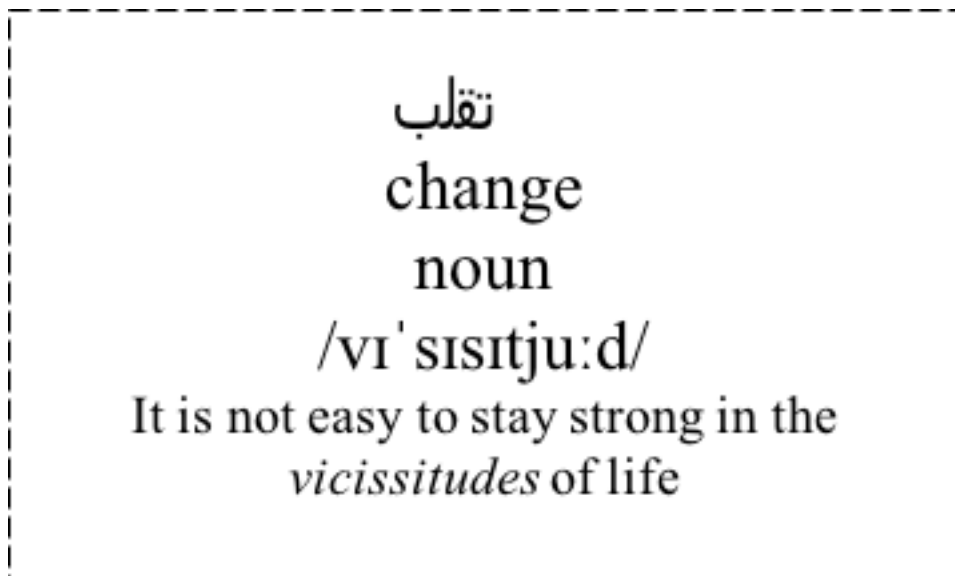 تقلب
change
noun
/vɪˈsɪsɪtjuːd/
It is not easy to stay strong in the
vicissitudes of life